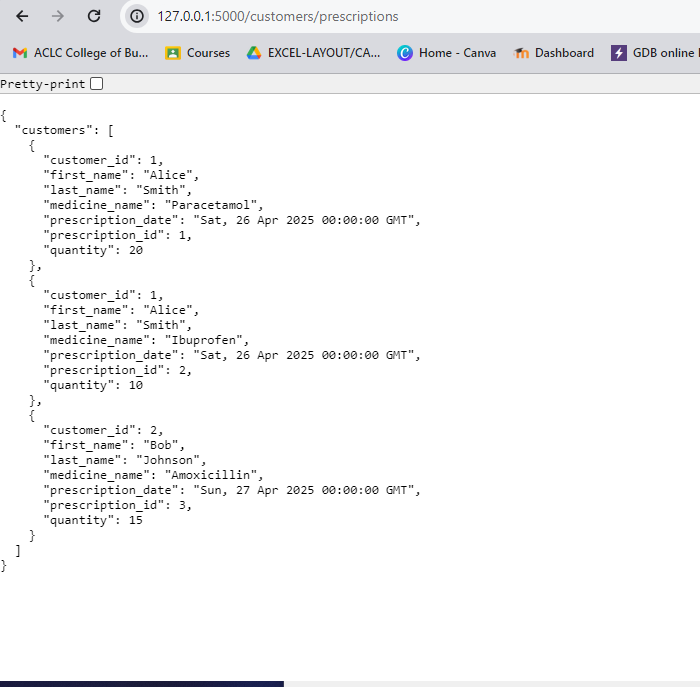 127.0.0.1:5000/customers/prescriptions
ACLC College of Bu... Courses EXCEL-LAYOUT/CA... Home - Canva Dashboard GDB online
Pretty-print
{
  "customers": [
    {
      "customer_id": 1,
      "first_name": "Alice",
      "last_name": "Smith",
      "medicine_name": "Paracetamol",
      "prescription_date": "Sat, 26 Apr 2025 00:00:00 GMT",
      "prescription_id": 1,
      "quantity": 20
    },
    {
      "customer_id": 1,
      "first_name": "Alice",
      "last_name": "Smith",
      "medicine_name": "Ibuprofen",
      "prescription_date": "Sat, 26 Apr 2025 00:00:00 GMT",
      "prescription_id": 2,
      "quantity": 10
    },
    {
      "customer_id": 2,
      "first_name": "Bob",
      "last_name": "Johnson",
      "medicine_name": "Amoxicillin",
      "prescription_date": "Sun, 27 Apr 2025 00:00:00 GMT",
      "prescription_id": 3,
      "quantity": 15
    }
  ]
}